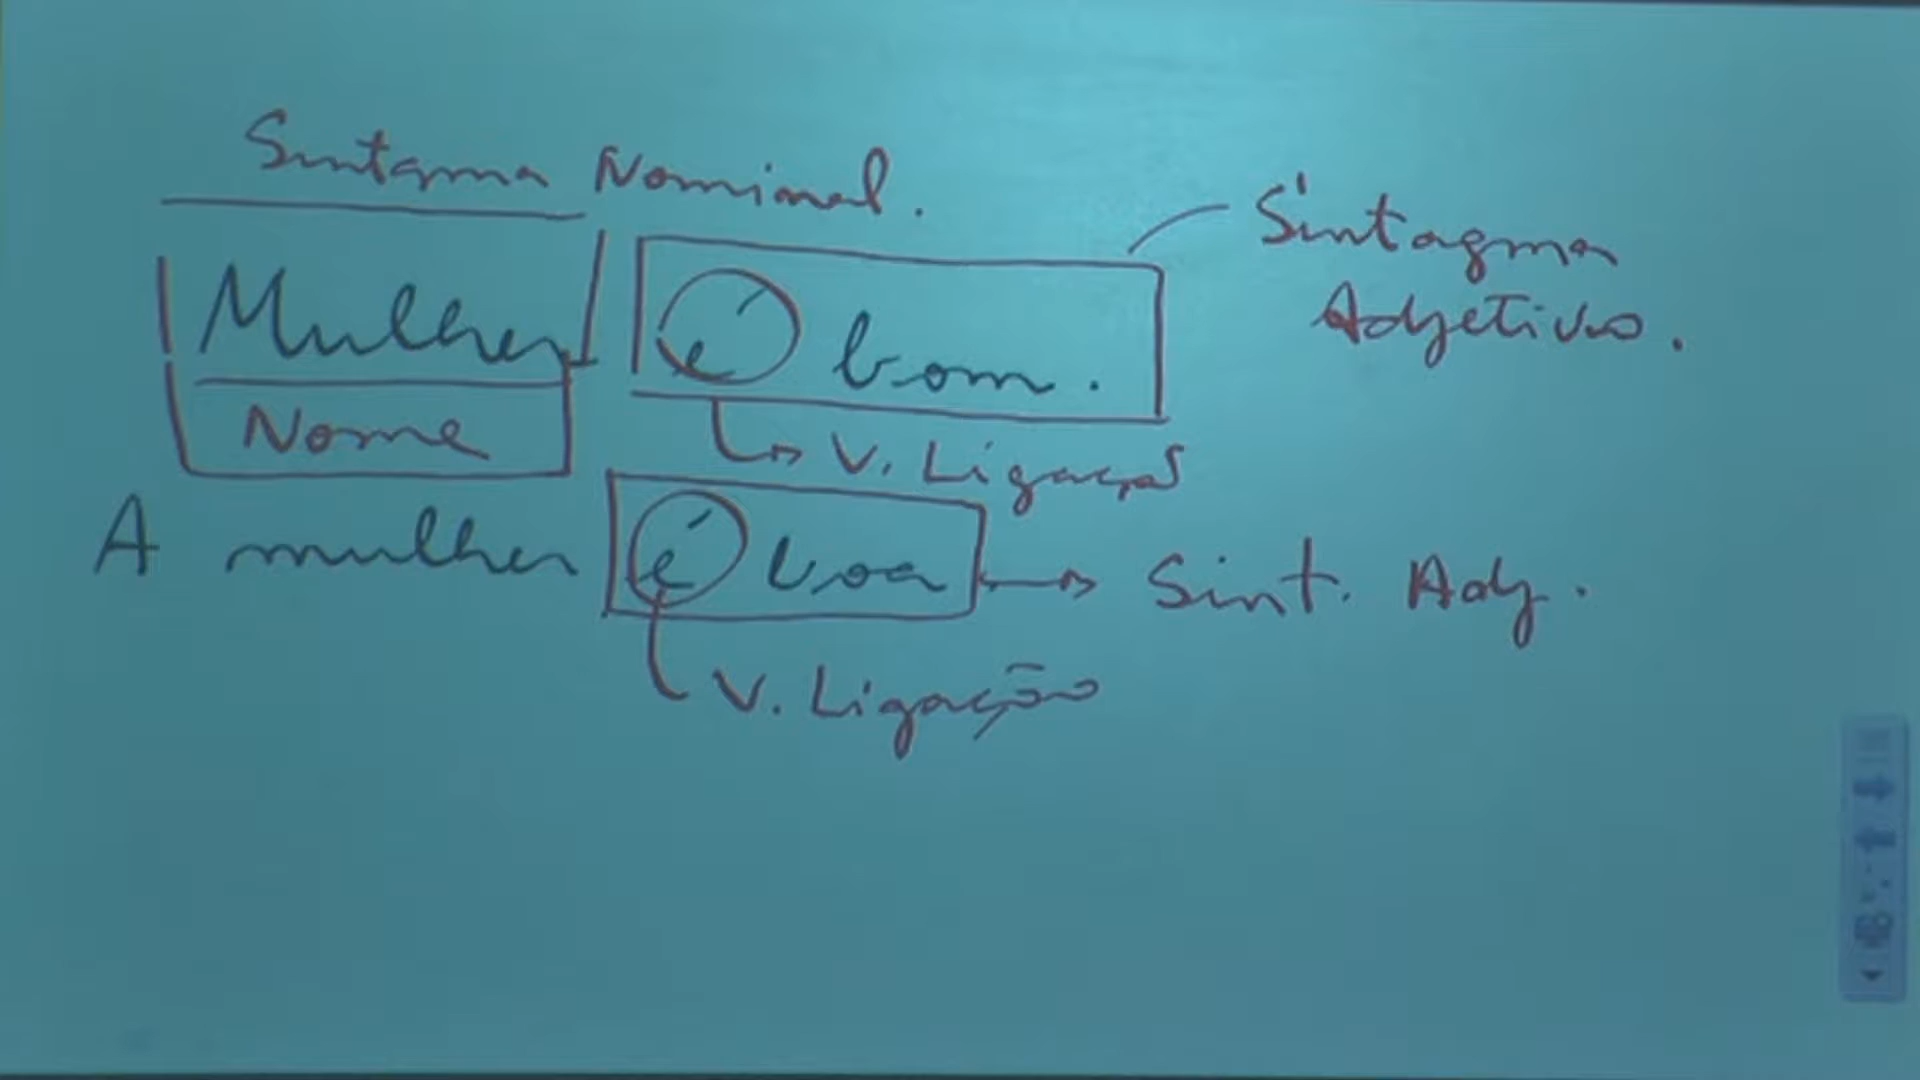 Sintagma Nominal.
Sintagma
Adjetivo.
Mulher é bom.
Nome
V. Ligação
A mulher é boa → Sint. Adj.
V. Ligação